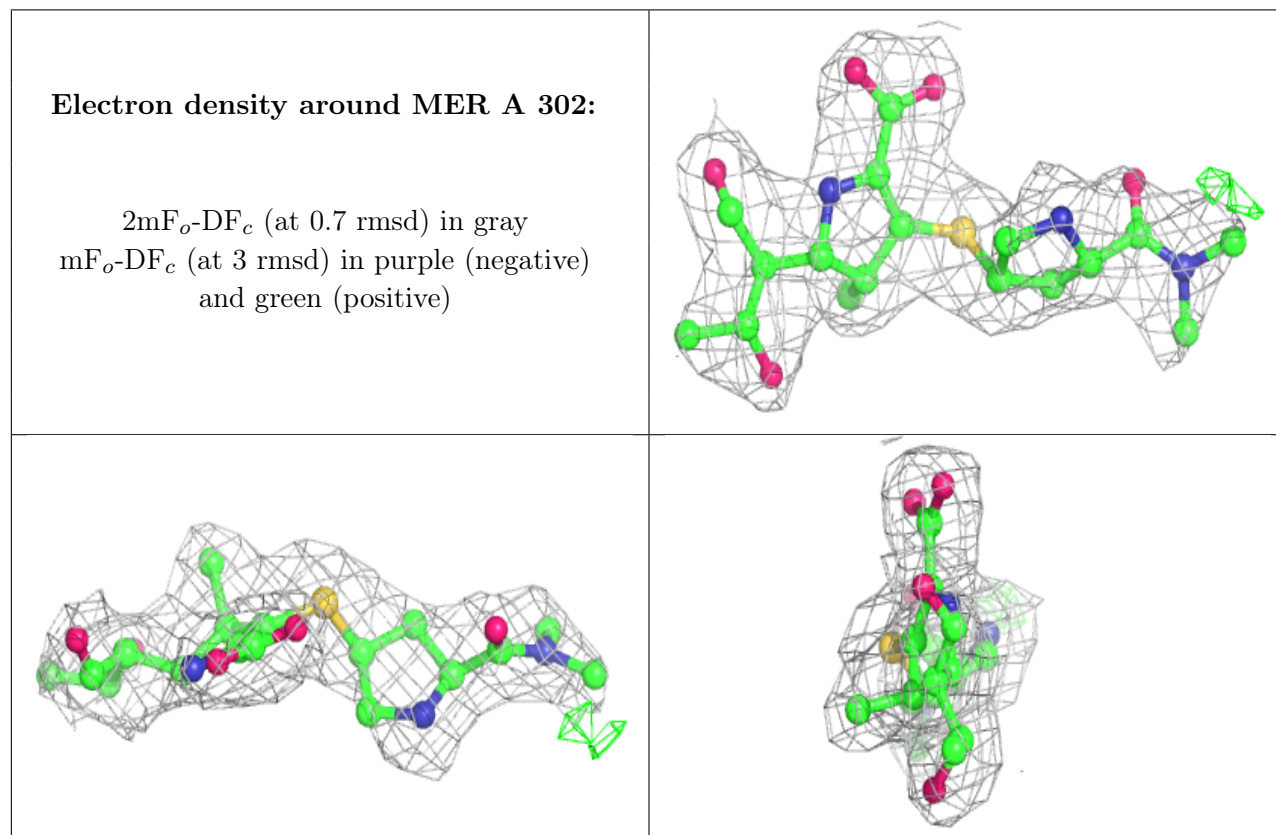 Electron density around MER A 302:
2mFₒ-DF𝒸 (at 0.7 rmsd) in gray
mFₒ-DF𝒸 (at 3 rmsd) in purple (negative)
and green (positive)